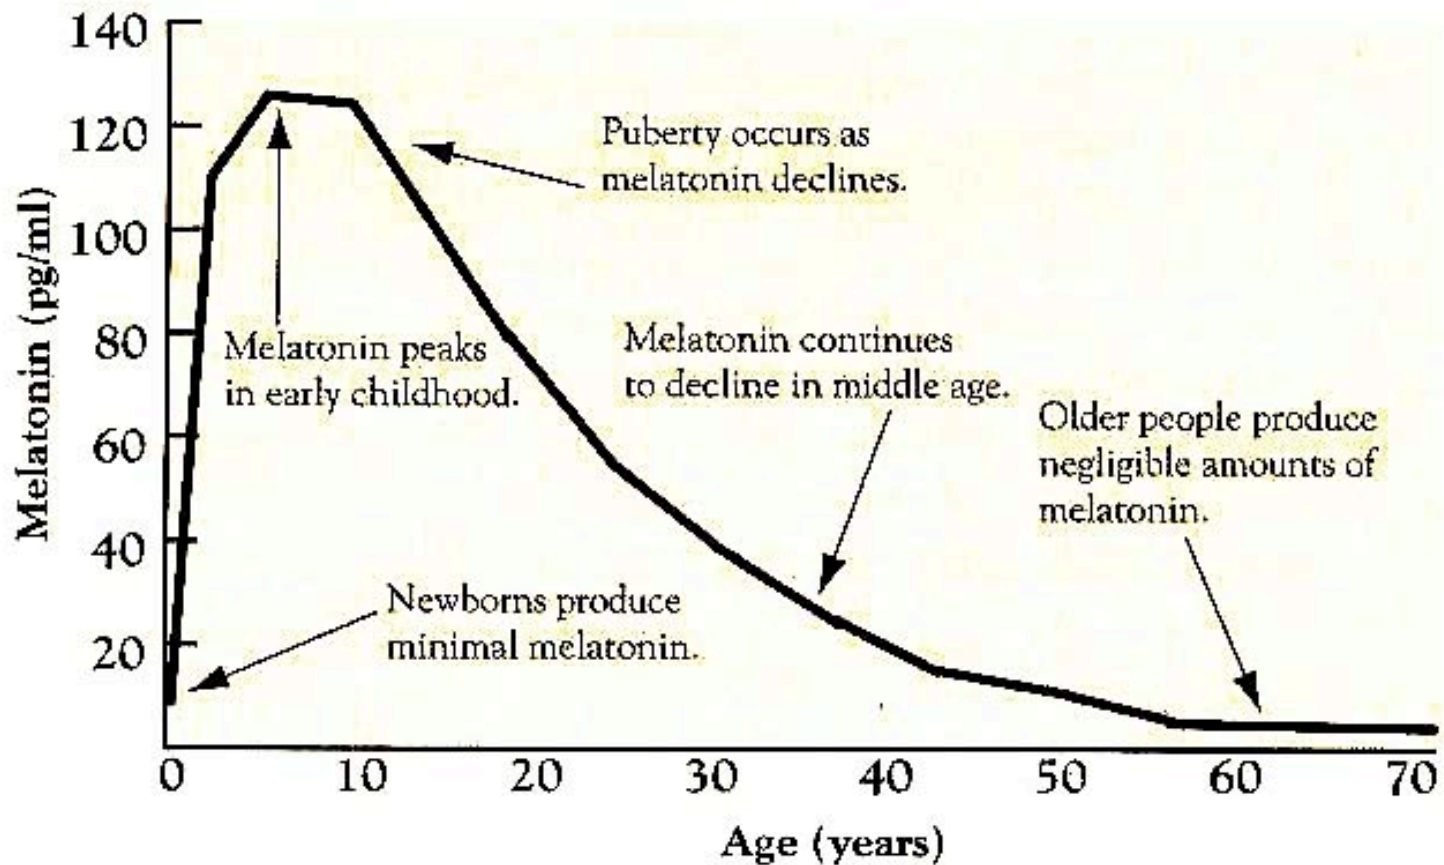 140
120
100
80
60
40
20
Melatonin (pg/ml)
Puberty occurs as
melatonin declines.
Melatonin peaks
in early childhood.
Melatonin continues
to decline in middle age.
Older people produce
negligible amounts of
melatonin.
Newborns produce
minimal melatonin.
0 10 20 30 40 50 60 70
Age (years)